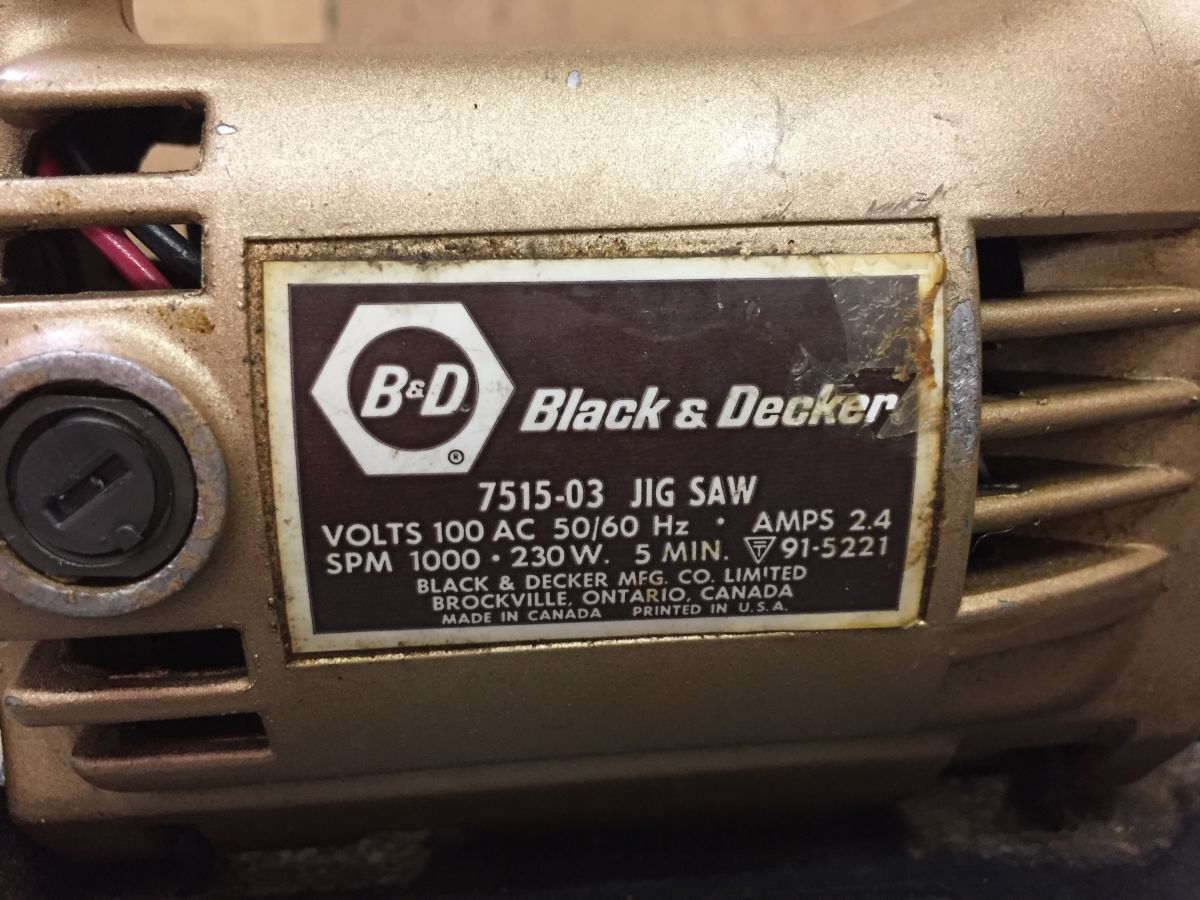 B&D
®
Black & Decker
7515-03 JIG SAW
VOLTS 100 AC 50/60 Hz · AMPS 2.4
SPM 1000 · 230 W. 5 MIN. 91-5221
BLACK & DECKER MFG. CO. LIMITED
BROCKVILLE, ONTARIO, CANADA
MADE IN CANADA PRINTED IN U.S.A.